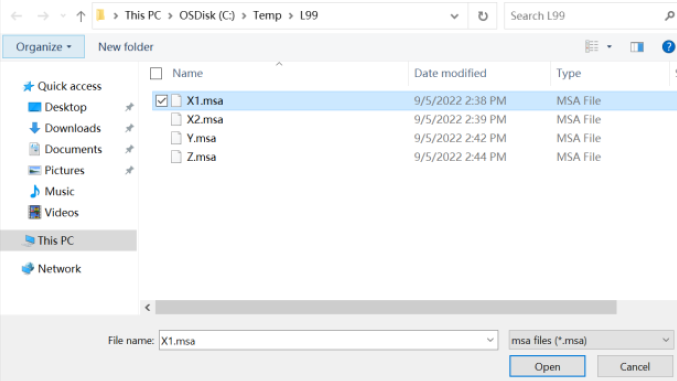 This PC > OSDisk (C:) > Temp > L99
Search L99
Organize
New folder
?
Name
Date modified
Type
Quick access
Desktop
Downloads
Documents
Pictures
Music
Videos
This PC
Network
X1.msa 9/5/2022 2:38 PM MSA File
X2.msa 9/5/2022 2:39 PM MSA File
Y.msa 9/5/2022 2:42 PM MSA File
Z.msa 9/5/2022 2:44 PM MSA File
File name: X1.msa
msa files (*.msa)
Open
Cancel